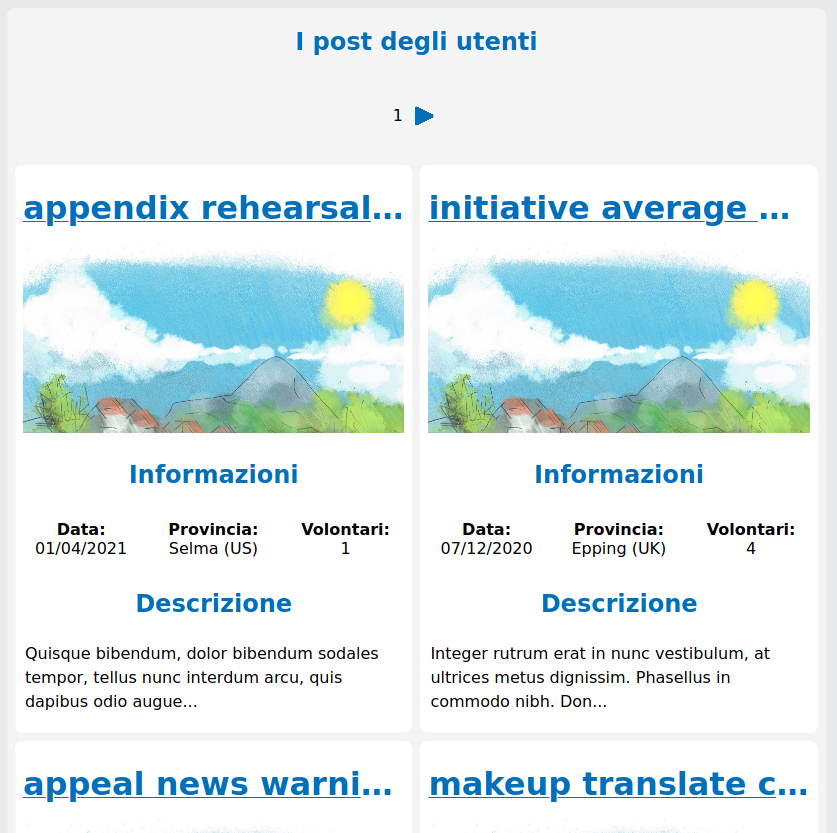 I post degli utenti
1
appendix rehearsal...
Informazioni
Data: Provincia: Volontari:
01/04/2021 Selma (US) 1
Descrizione
Quisque bibendum, dolor bibendum sodales
tempor, tellus nunc interdum arcu, quis
dapibus odio augue...
initiative average ...
Informazioni
Data: Provincia: Volontari:
07/12/2020 Epping (UK) 4
Descrizione
Integer rutrum erat in nunc vestibulum, at
ultrices metus dignissim. Phasellus in
commodo nibh. Don...
appeal news warni...
makeup translate c...